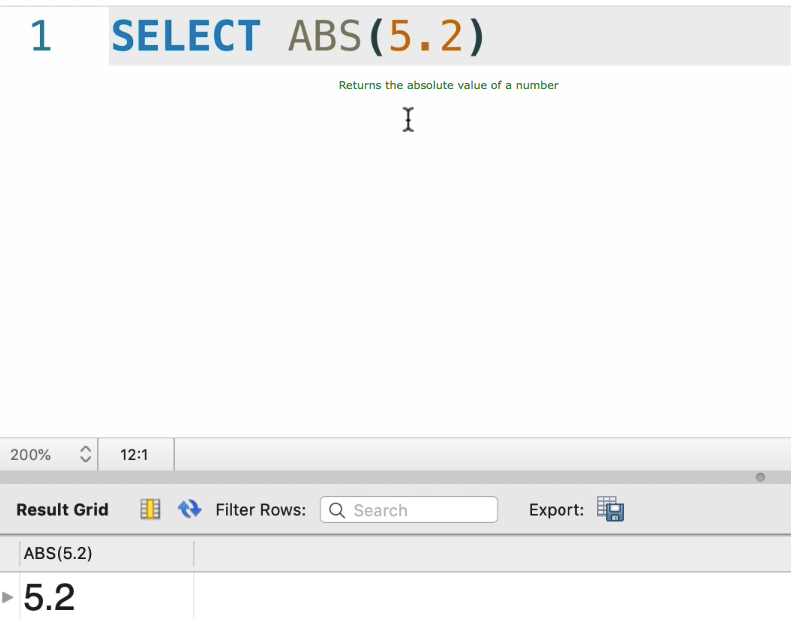 1 SELECT ABS(5.2)
Returns the absolute value of a number
200% 12:1
Result Grid Filter Rows: Search Export:
ABS(5.2)
5.2